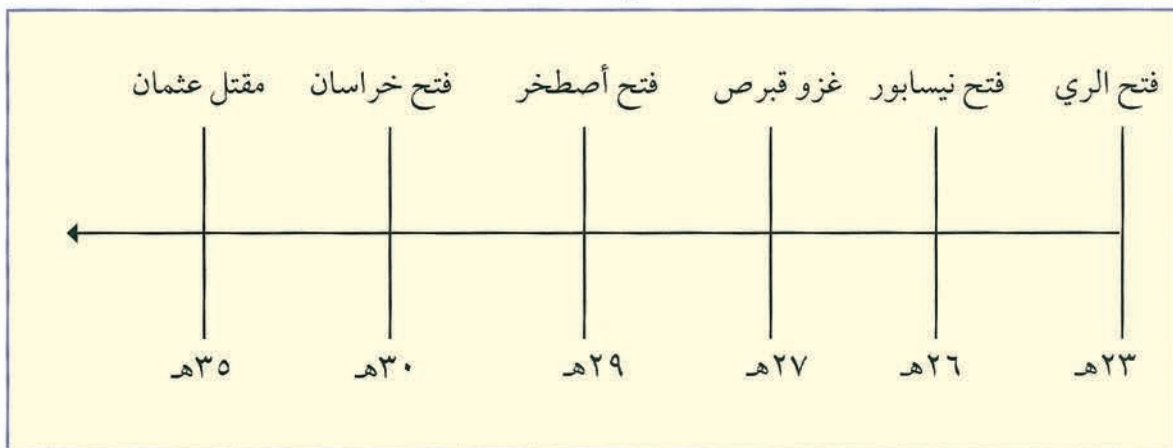 فتح الري فتح نيسابور غزو قبرص فتح أصطخر فتح خراسان مقتل عثمان
٢٣هـ ٢٦هـ ٢٧هـ ٢٩هـ ٣٠هـ ٣٥هـ